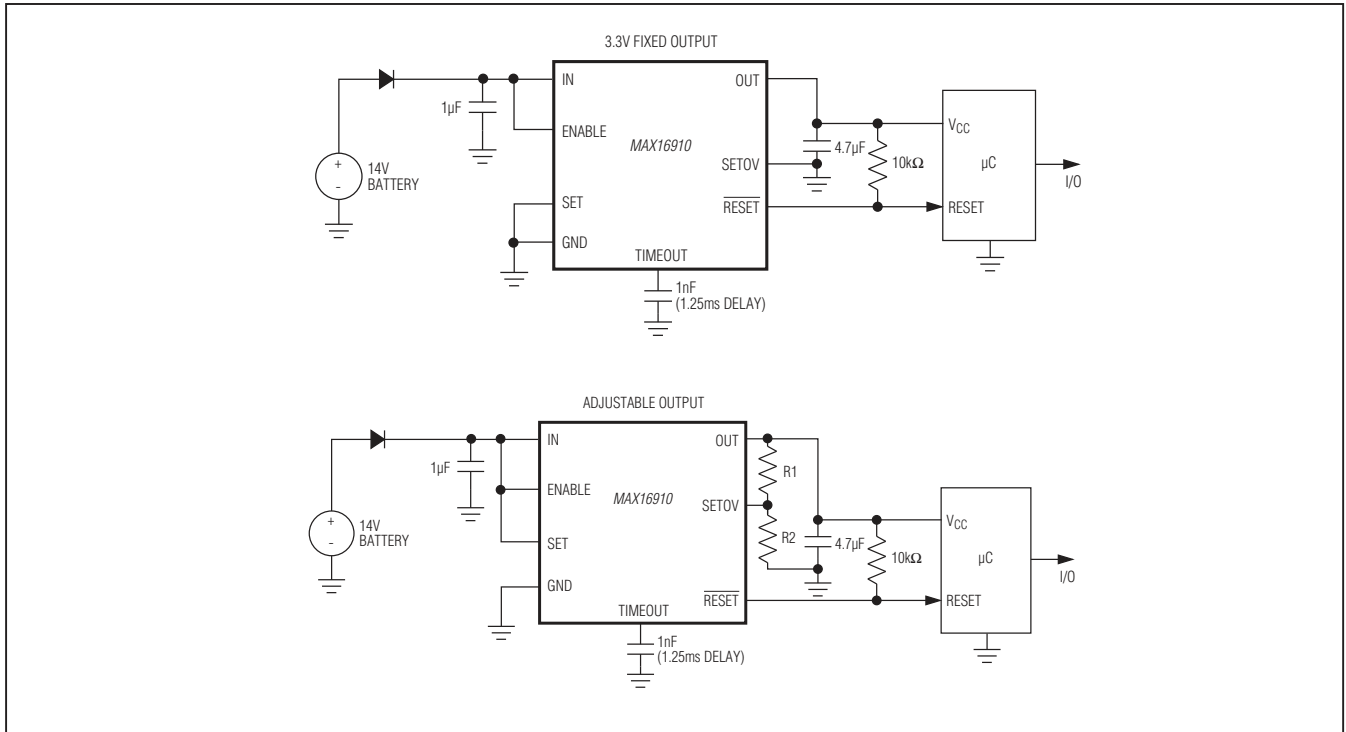 3.3V FIXED OUTPUT
IN
OUT
1µF
ENABLE
MAX16910
4.7µF
10kΩ
VCC
µC
I/O
+
-
14V
BATTERY
SETOV
SET
RESET
RESET
GND
TIMEOUT
1nF
(1.25ms DELAY)
ADJUSTABLE OUTPUT
IN
OUT
1µF
R1
ENABLE
MAX16910
SETOV
R2
4.7µF
10kΩ
VCC
µC
I/O
+
-
14V
BATTERY
SET
GND
RESET
RESET
TIMEOUT
1nF
(1.25ms DELAY)